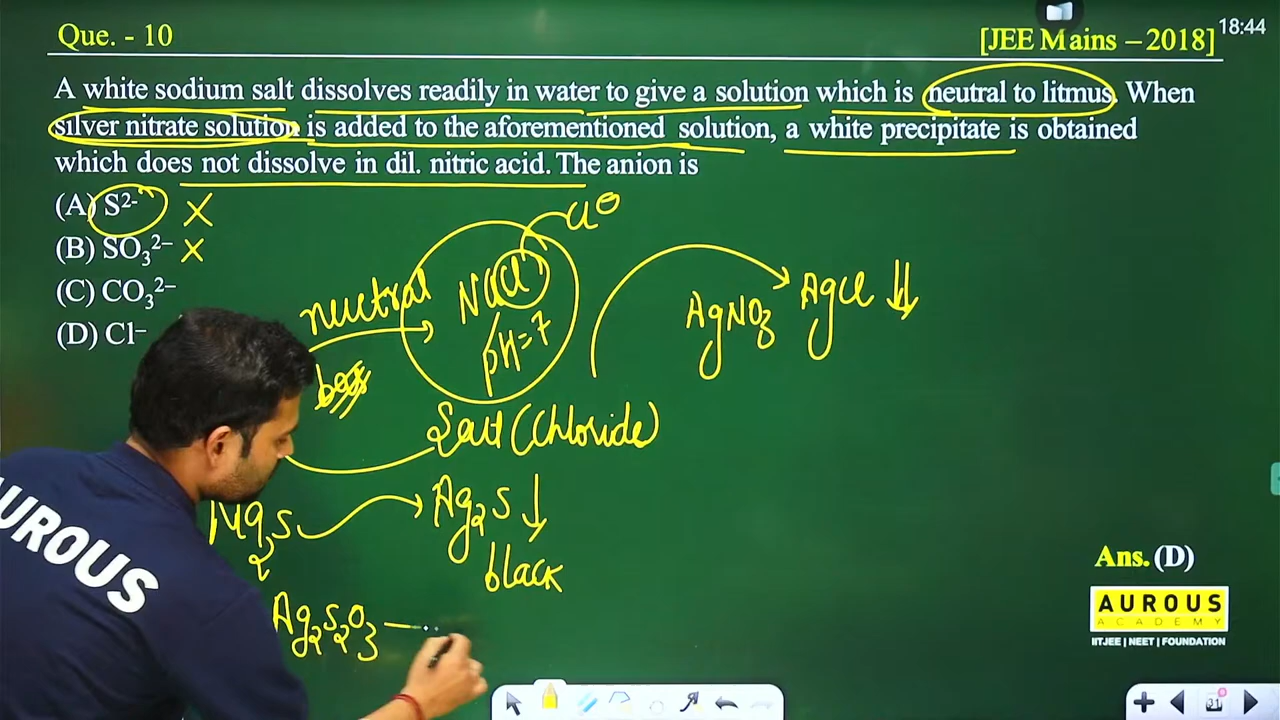 Que. - 10
[JEE Mains – 2018]
18:44
A white sodium salt dissolves readily in water to give a solution which is neutral to litmus. When
silver nitrate solution is added to the aforementioned solution, a white precipitate is obtained
which does not dissolve in dil. nitric acid. The anion is
(A) S²⁻ ×
(B) SO₃²⁻ ×
(C) CO₃²⁻
(D) Cl⁻
Cl⊖
neutral
NaCl
pH=7
AgNO₃
AgCl ↓↓
Salt (Chloride)
Ag₂S ↓
black
Ag₂S₂O₃
Ans. (D)
AUROUS
ACADEMY
IITJEE | NEET | FOUNDATION
AUROUS
31